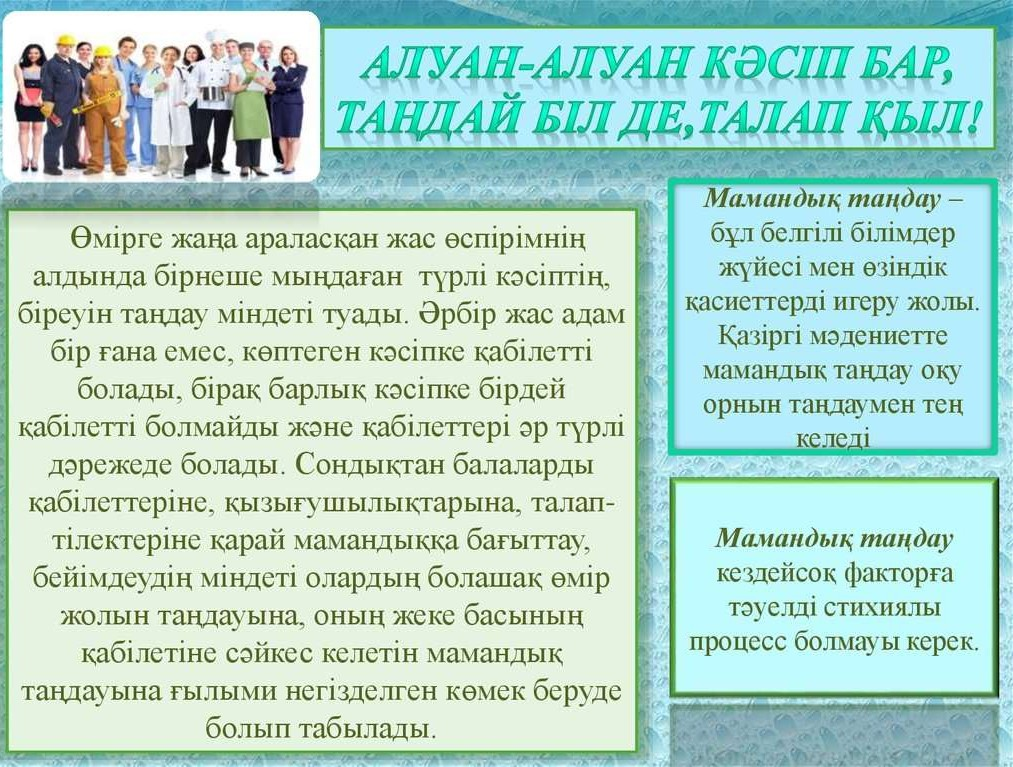 АЛУАН-АЛУАН КӘСІП БАР,
ТАҢДАЙ БІЛ ДЕ,ТАЛАП ҚЫЛ!
Өмірге жаңа араласқан жас өспірімнің
алдында бірнеше мыңдаған түрлі кәсіптің,
біреуін таңдау міндеті туады. Әрбір жас адам
бір ғана емес, көптеген кәсіпке қабілетті
болады, бірақ барлық кәсіпке бірдей
қабілетті болмайды және қабілеттері әр түрлі
дәрежеде болады. Сондықтан балаларды
қабілеттеріне, қызығушылықтарына, талап-
тілектеріне қарай мамандыққа бағыттау,
бейімдеудің міндеті олардың болашақ өмір
жолын таңдауына, оның жеке басының
қабілетіне сәйкес келетін мамандық
таңдауына ғылыми негізделген көмек беруде
болып табылады.
Мамандық таңдау –
бұл белгілі білімдер
жүйесі мен өзіндік
қасиеттерді игеру жолы.
Қазіргі мәдениетте
мамандық таңдау оқу
орнын таңдаумен тең
келеді
Мамандық таңдау
кездейсоқ факторға
тәуелді стихиялы
процесс болмауы керек.